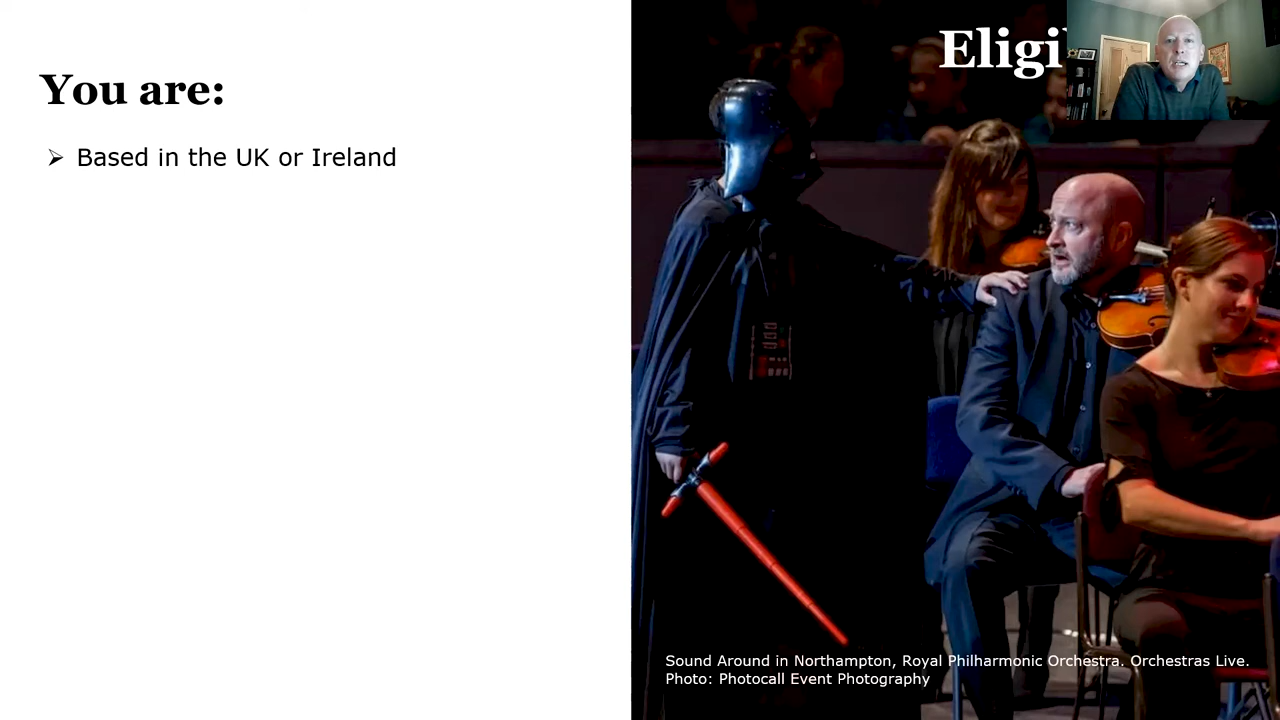 You are:
Based in the UK or Ireland
Eligi
Sound Around in Northampton, Royal Philharmonic Orchestra. Orchestras Live.
Photo: Photocall Event Photography